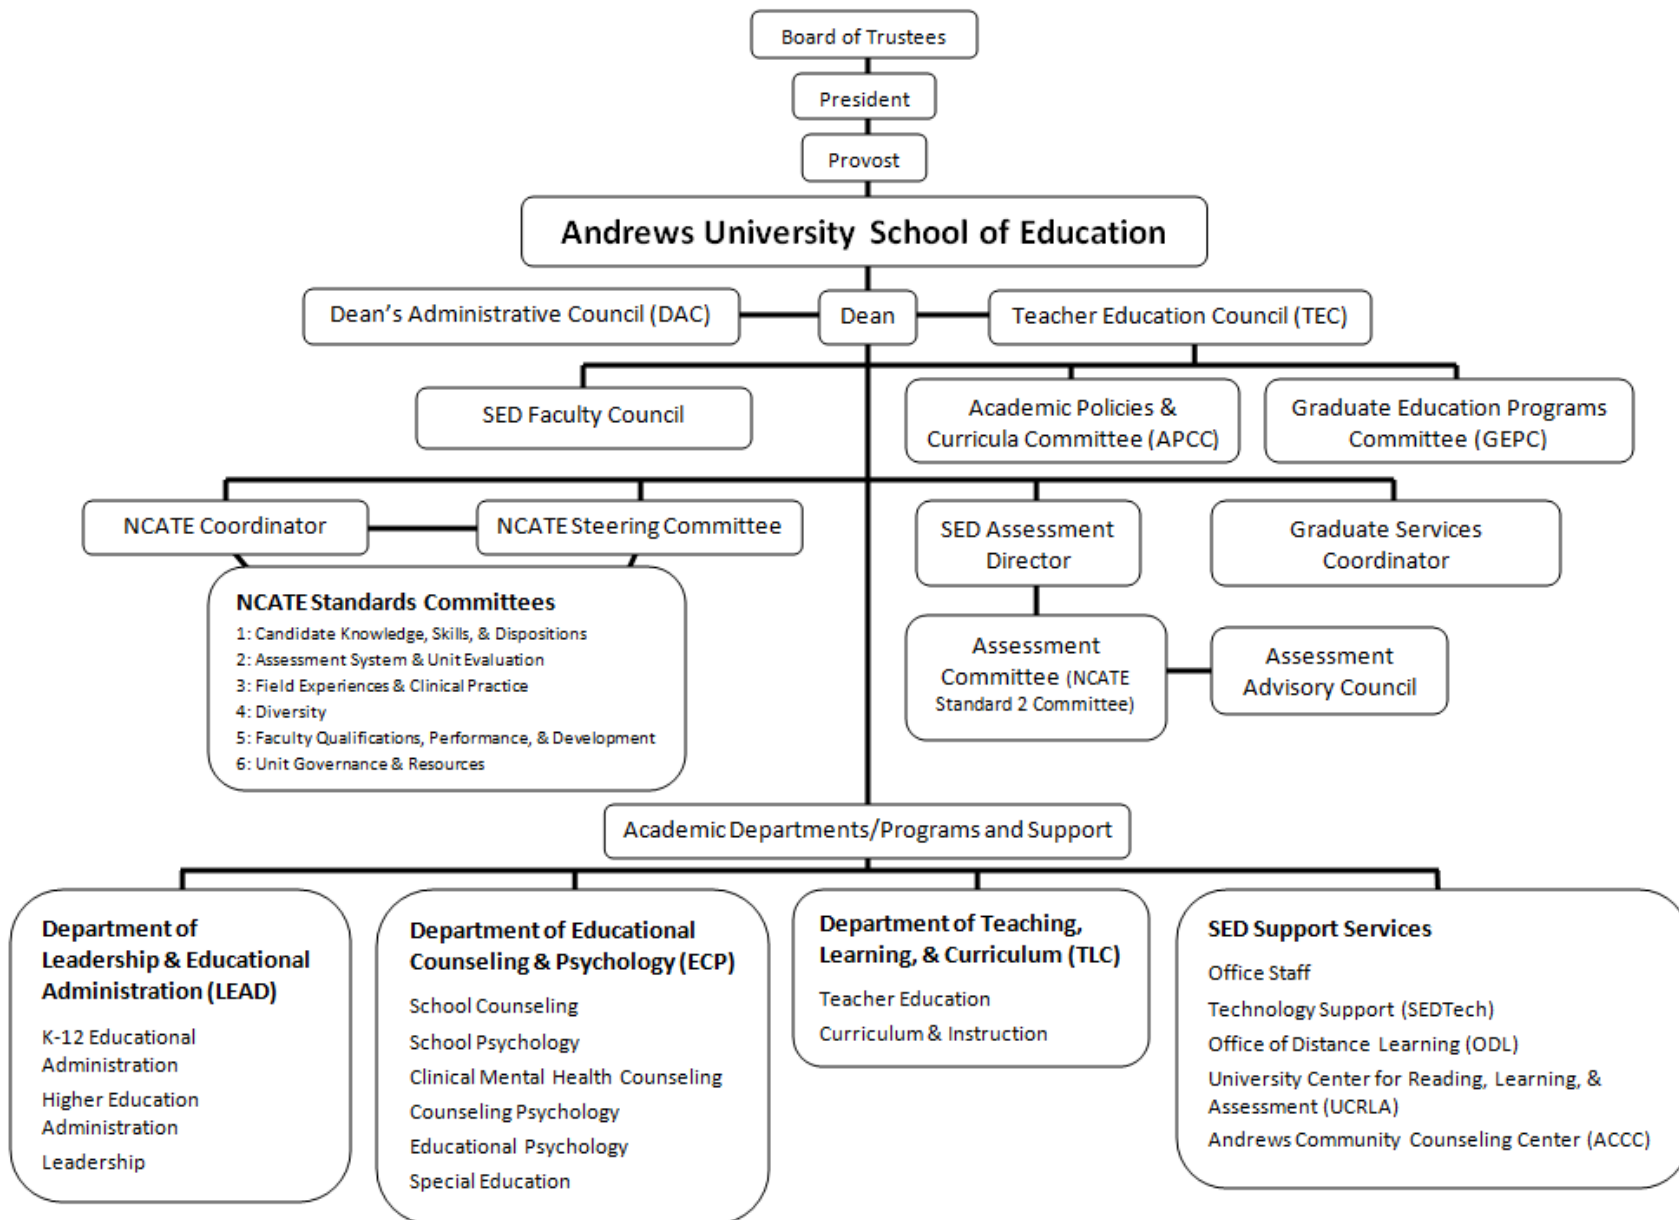 Board of Trustees
President
Provost
Andrews University School of Education
Dean’s Administrative Council (DAC)
Dean
Teacher Education Council (TEC)
SED Faculty Council
Academic Policies &
Curricula Committee (APCC)
Graduate Education Programs
Committee (GEPC)
NCATE Coordinator
NCATE Steering Committee
SED Assessment
Director
Graduate Services
Coordinator
NCATE Standards Committees
1: Candidate Knowledge, Skills, & Dispositions
2: Assessment System & Unit Evaluation
3: Field Experiences & Clinical Practice
4: Diversity
5: Faculty Qualifications, Performance, & Development
6: Unit Governance & Resources
Assessment
Committee (NCATE
Standard 2 Committee)
Assessment
Advisory Council
Academic Departments/Programs and Support
Department of
Leadership & Educational
Administration (LEAD)
K-12 Educational
Administration
Higher Education
Administration
Leadership
Department of Educational
Counseling & Psychology (ECP)
School Counseling
School Psychology
Clinical Mental Health Counseling
Counseling Psychology
Educational Psychology
Special Education
Department of Teaching,
Learning, & Curriculum (TLC)
Teacher Education
Curriculum & Instruction
SED Support Services
Office Staff
Technology Support (SEDTech)
Office of Distance Learning (ODL)
University Center for Reading, Learning, &
Assessment (UCRLA)
Andrews Community Counseling Center (ACCC)